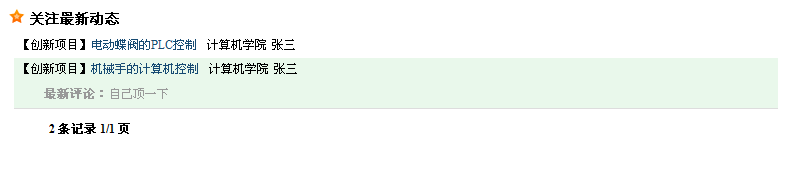 关注最新动态
【创新项目】电动蝶阀的PLC控制 计算机学院 张三
【创新项目】机械手的计算机控制 计算机学院 张三
最新评论：自己顶一下
2 条记录 1/1 页